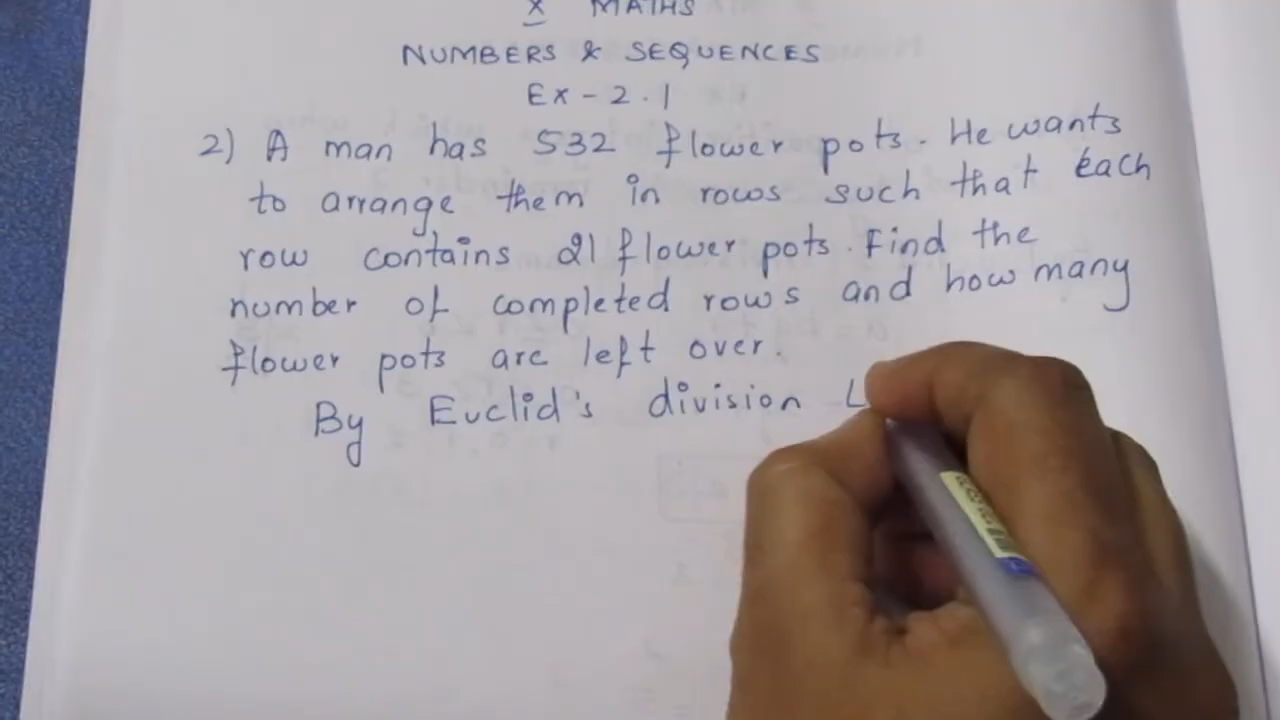 X MATHS
NUMBERS & SEQUENCES
Ex - 2.1
2) A man has 532 flower pots. He wants
to arrange them in rows such that each
row contains 21 flower pots. Find the
number of completed rows and how many
flower pots are left over.
By Euclid's division L